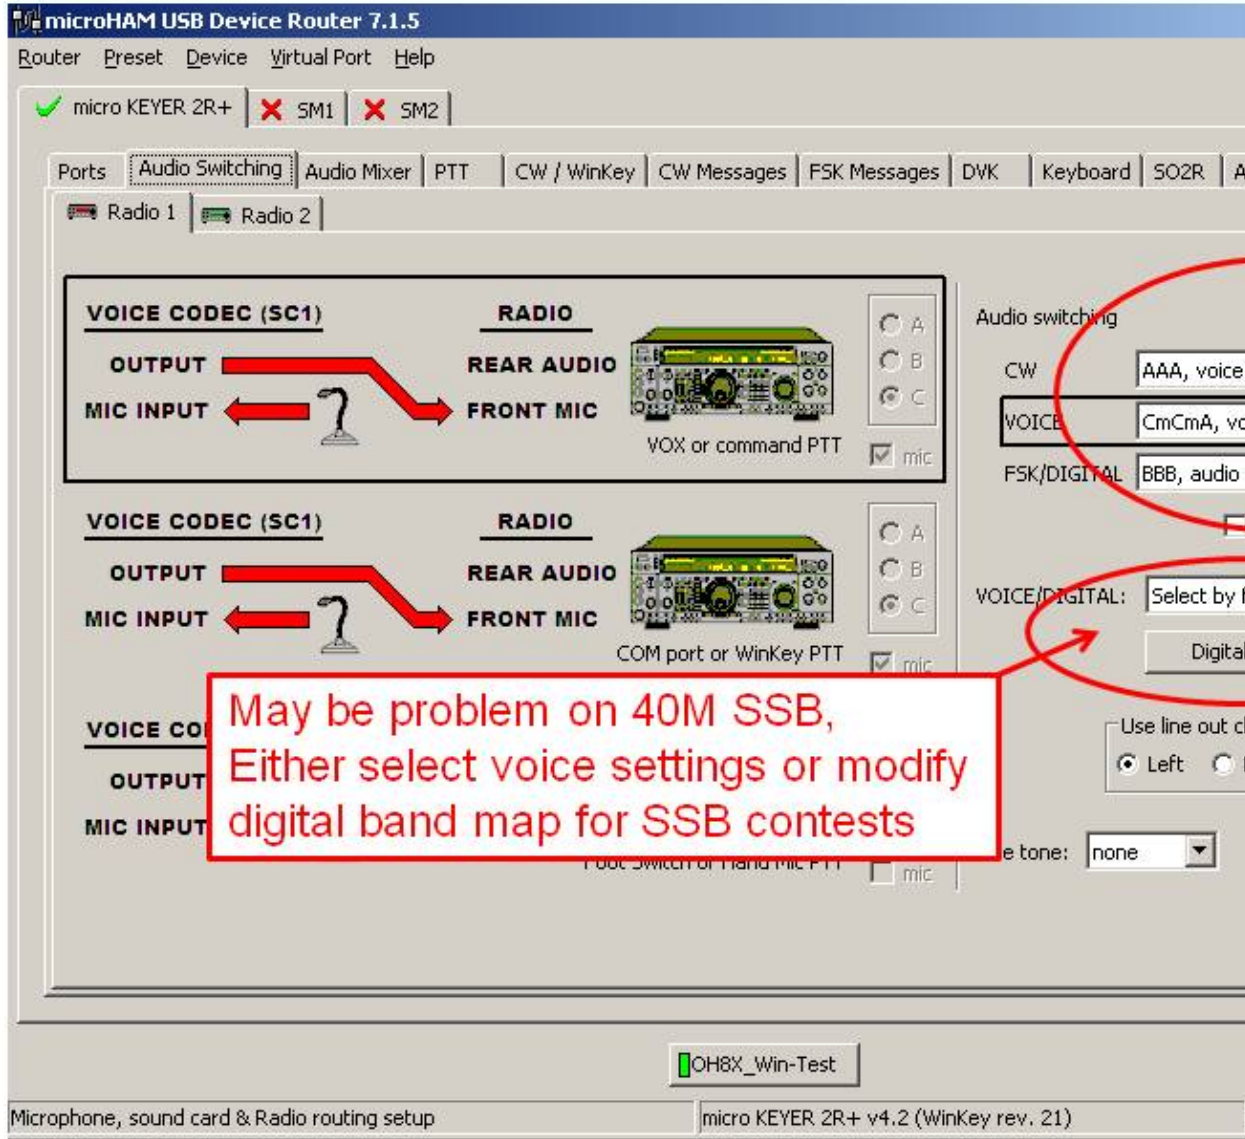 microHAM USB Device Router 7.1.5
Router Preset Device Virtual Port Help
micro KEYER 2R+ SM1 SM2
Ports Audio Switching Audio Mixer PTT CW / WinKey CW Messages FSK Messages DVK Keyboard SO2R A
Radio 1 Radio 2
VOICE CODEC (SC1) RADIO
OUTPUT REAR AUDIO
MIC INPUT FRONT MIC
VOX or command PTT
A
B
C
mic
VOICE CODEC (SC1) RADIO
OUTPUT REAR AUDIO
MIC INPUT FRONT MIC
COM port or WinKey PTT
A
B
C
mic
VOICE
OUTPUT
MIC INPUT
Foot Switch or Hand Mic PTT
mic
May be problem on 40M SSB,
Either select voice settings or modify
digital band map for SSB contests
Audio switching
CW AAA, voice
VOICE CmCmA,
FSK/DIGITAL BBB, audio
VOICE/DIGITAL: Select by
Digital
Use line out
Left
tone: none
OH8X_Win-Test
Microphone, sound card & Radio routing setup
micro KEYER 2R+ v4.2 (WinKey rev. 21)